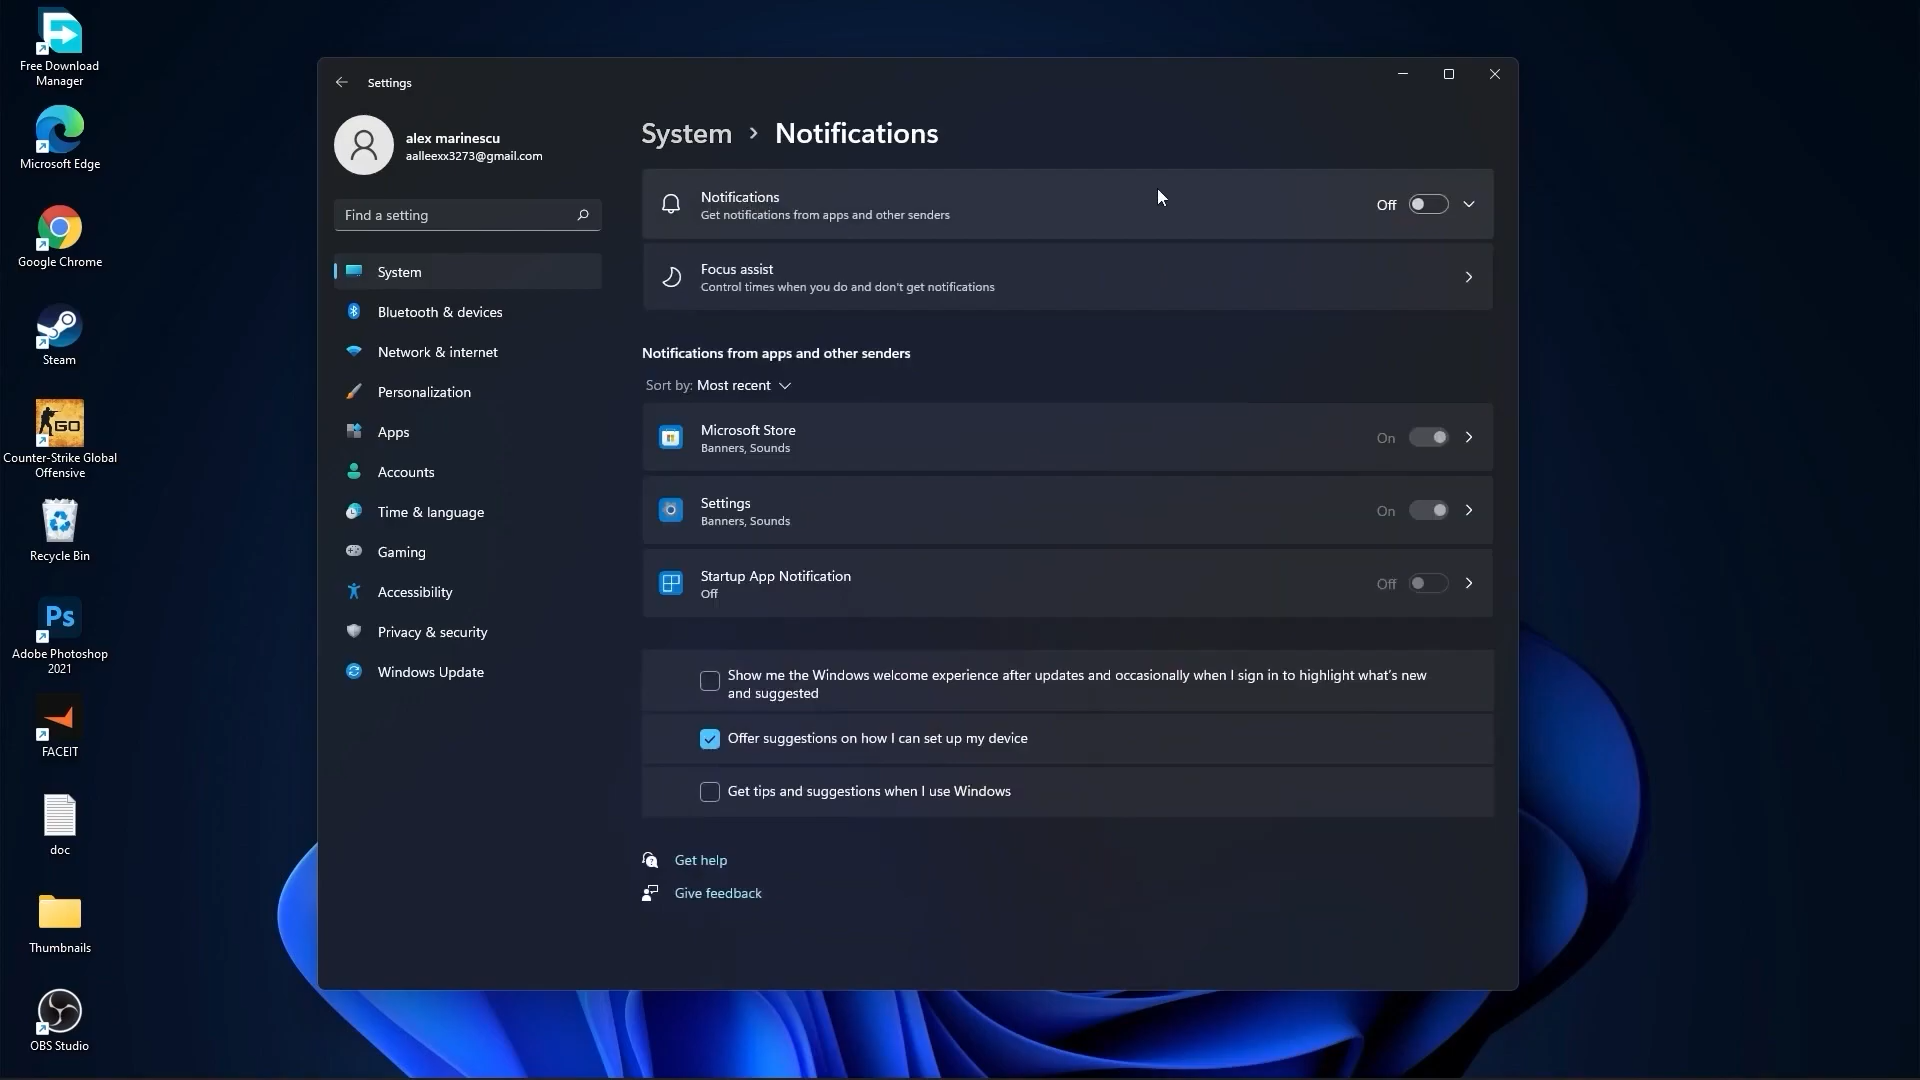 Free Download
Manager
Microsoft Edge
Google Chrome
Steam
GO
Counter-Strike Global
Offensive
Recycle Bin
Ps
Adobe Photoshop
2021
FACEIT
doc
Thumbnails
OBS Studio
Settings
alex marinescu
aalleexx3273@gmail.com
Find a setting
System
Bluetooth & devices
Network & internet
Personalization
Apps
Accounts
Time & language
Gaming
Accessibility
Privacy & security
Windows Update
System > Notifications
Notifications
Get notifications from apps and other senders
Off
Focus assist
Control times when you do and don't get notifications
Notifications from apps and other senders
Sort by: Most recent
Microsoft Store
Banners, Sounds
On
Settings
Banners, Sounds
On
Startup App Notification
Off
Off
Show me the Windows welcome experience after updates and occasionally when I sign in to highlight what's new
and suggested
Offer suggestions on how I can set up my device
Get tips and suggestions when I use Windows
Get help
Give feedback